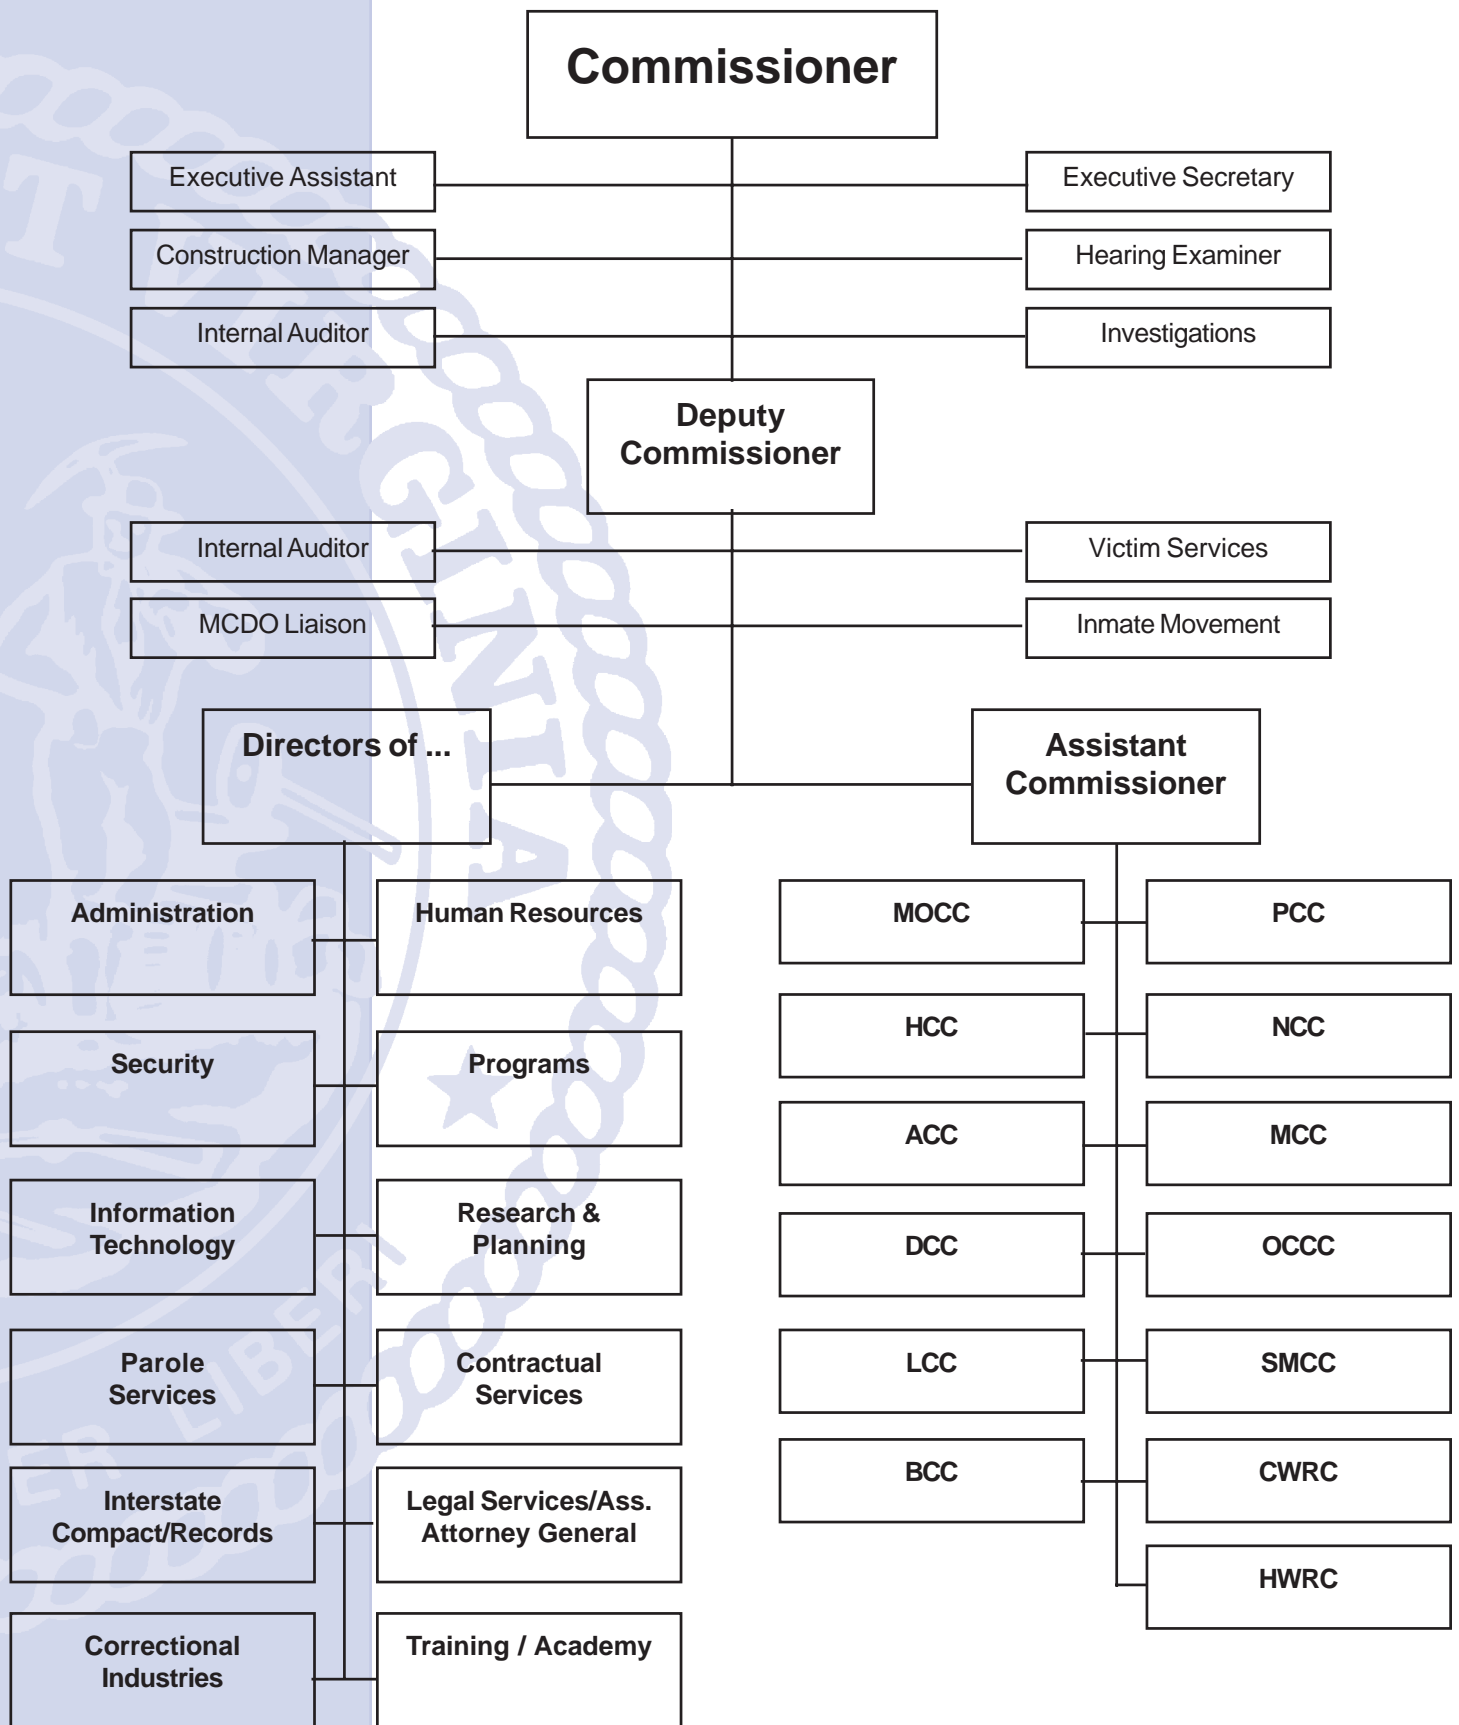 Commissioner
Executive Assistant
Executive Secretary
Construction Manager
Hearing Examiner
Internal Auditor
Investigations
Deputy
Commissioner
Internal Auditor
Victim Services
MCDO Liaison
Inmate Movement
Directors of ...
Assistant
Commissioner
Administration
Human Resources
MOCC
PCC
Security
Programs
HCC
NCC
ACC
MCC
Information
Technology
Research &
Planning
DCC
OCCC
Parole
Services
Contractual
Services
LCC
SMCC
BCC
CWRC
Interstate
Compact/Records
Legal Services/Ass.
Attorney General
HWRC
Correctional
Industries
Training / Academy
T VIRGINIA
ER LIBERI